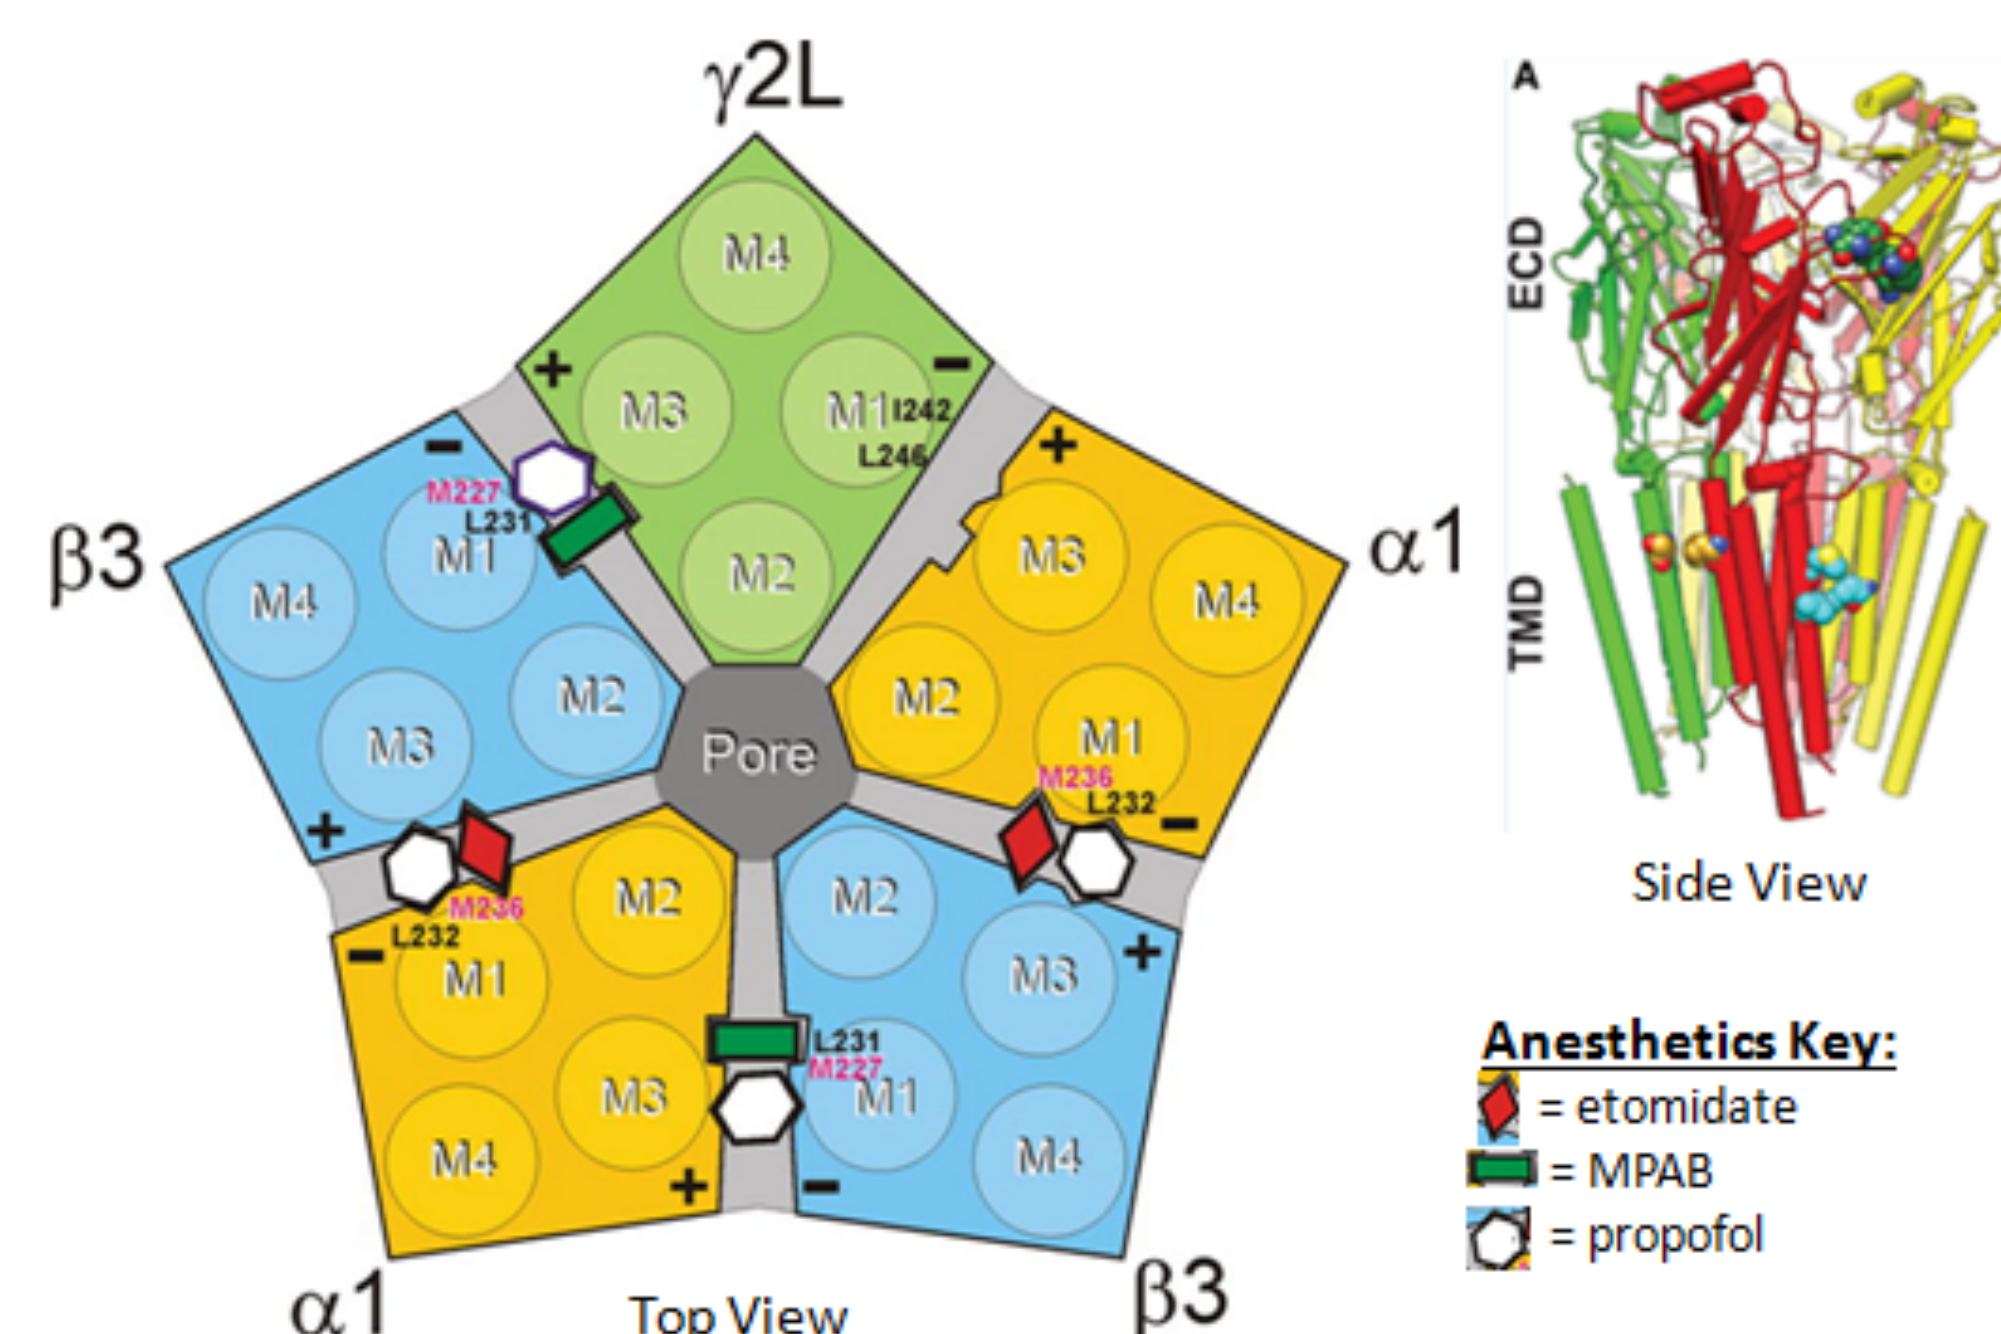 γ2L
M4
+
−
M3
M1
I242
L246
M2
β3
−
M227
L231
M1
M4
M2
M3
+
α1
+
M3
M4
M2
M1
M236
L232
−
Pore
M236
L232
−
M1
M2
M3
M4
+
α1
M2
M3
+
L231
M227
M1
M4
−
β3
Top View
A
ECD
TMD
Side View
Anesthetics Key:
= etomidate
= MPAB
= propofol